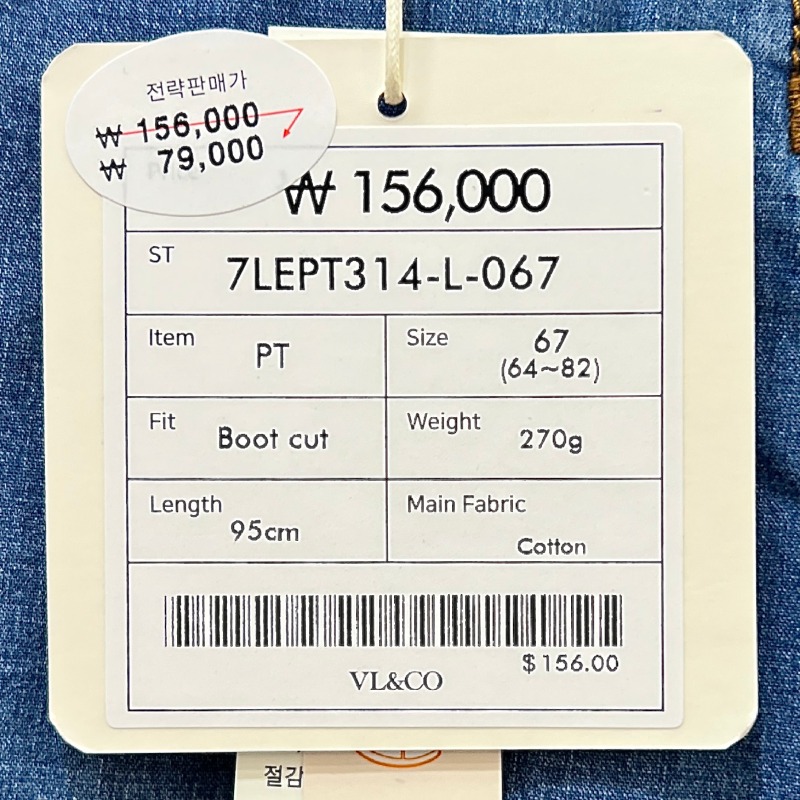 전략판매가
₩ 156,000
₩ 79,000
₩ 156,000
ST
7LEPT314-L-067
Item
PT
Size
67
(64~82)
Fit
Boot cut
Weight
270g
Length
95cm
Main Fabric
Cotton
$156.00
VL&CO
절감